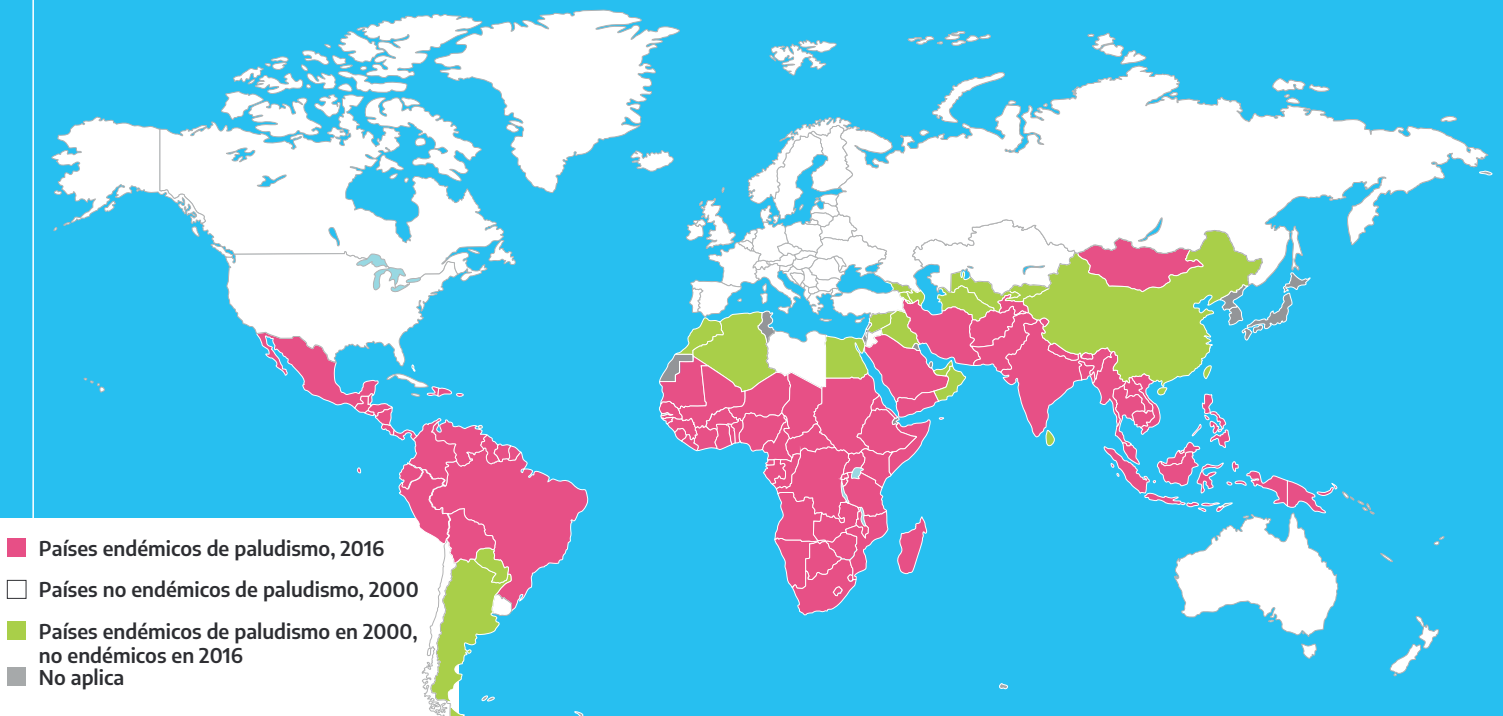 Países endémicos de paludismo, 2016
Países no endémicos de paludismo, 2000
Países endémicos de paludismo en 2000,
no endémicos en 2016
No aplica